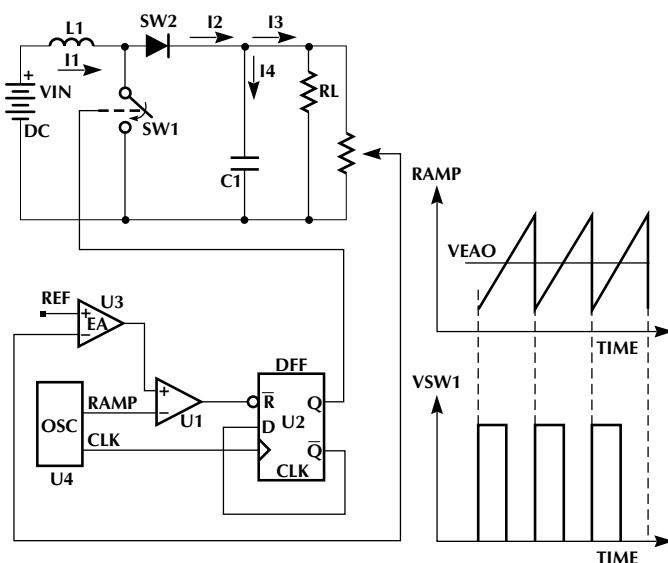 L1
SW2
I2
I3
I1
I4
+
VIN
DC
SW1
RL
C1
RAMP
VEAO
TIME
REF
U3
+
EA
−
DFF
RAMP
+
−
U1
R
Q
D
U2
OSC
CLK
Q
CLK
U4
VSW1
TIME